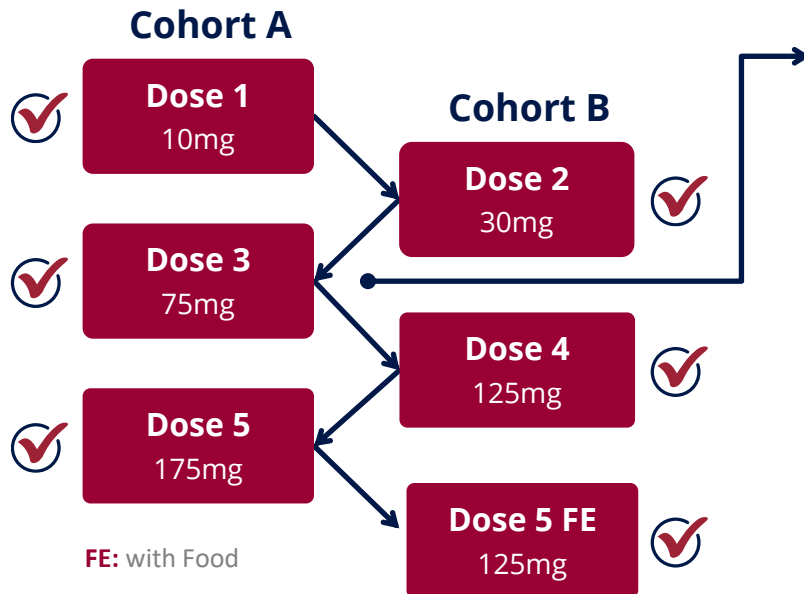 Cohort A
Dose 1
10mg
Cohort B
Dose 2
30mg
Dose 3
75mg
Dose 4
125mg
Dose 5
175mg
Dose 5 FE
125mg
FE: with Food